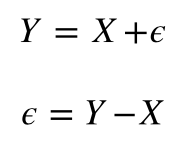 Y = X + ϵ
ϵ = Y − X